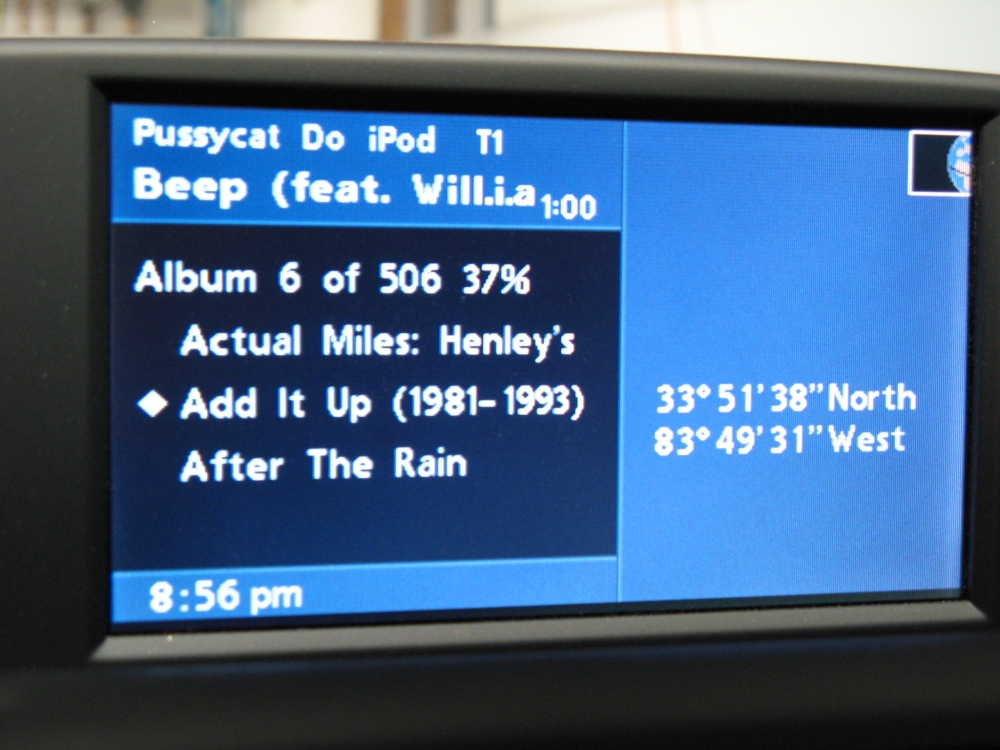 Pussycat Do iPod T1
Beep (feat. Will.i.a 1:00
Album 6 of 506 37%
Actual Miles: Henley's
Add It Up (1981-1993)
After The Rain
33°51'38"North
83°49'31"West
8:56 pm